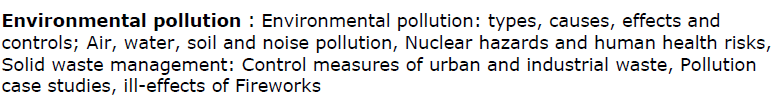 Environmental pollution : Environmental pollution: types, causes, effects and
controls; Air, water, soil and noise pollution, Nuclear hazards and human health risks,
Solid waste management: Control measures of urban and industrial waste, Pollution
case studies, ill-effects of Fireworks